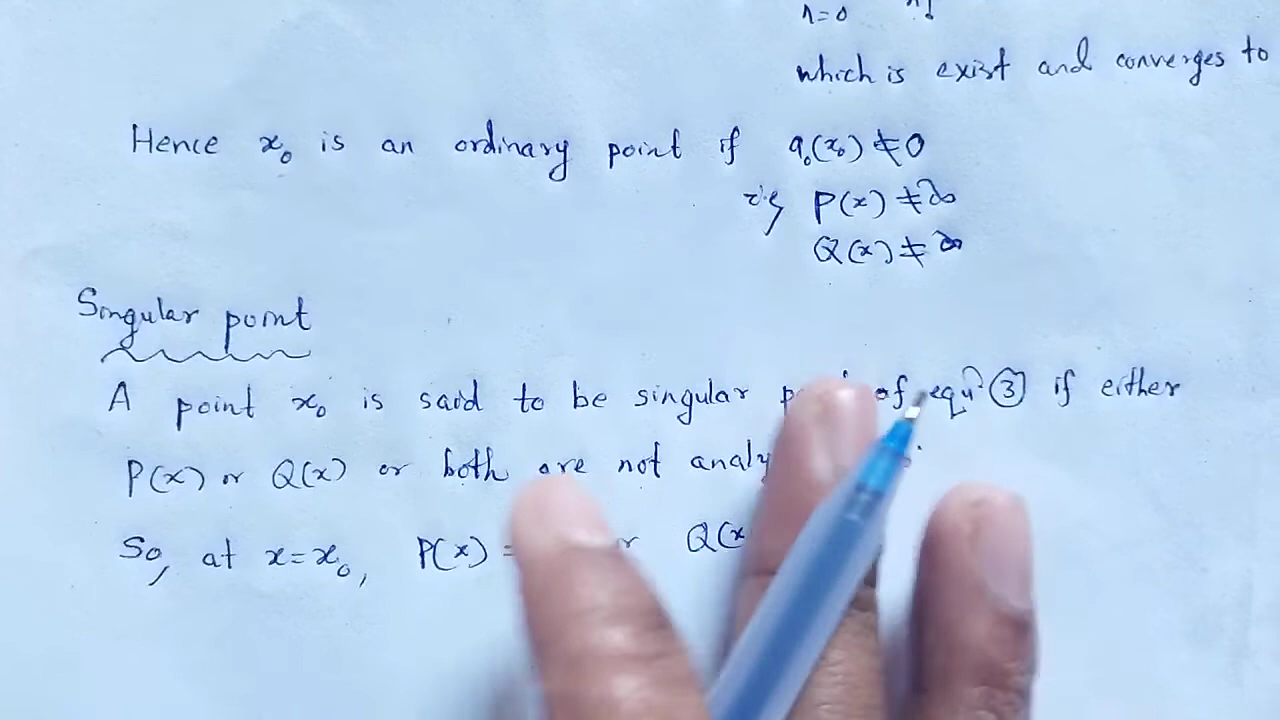 n=0 n!
which is exist and converges to
Hence x₀ is an ordinary point if a₀(x₀) ≠ 0
i.e. P(x) ≠ ∞
Q(x) ≠ ∞
Singular point
A point x₀ is said to be singular of equⁿ ③ if either
P(x) or Q(x) or both are not
So, at x = x₀, P(x) =